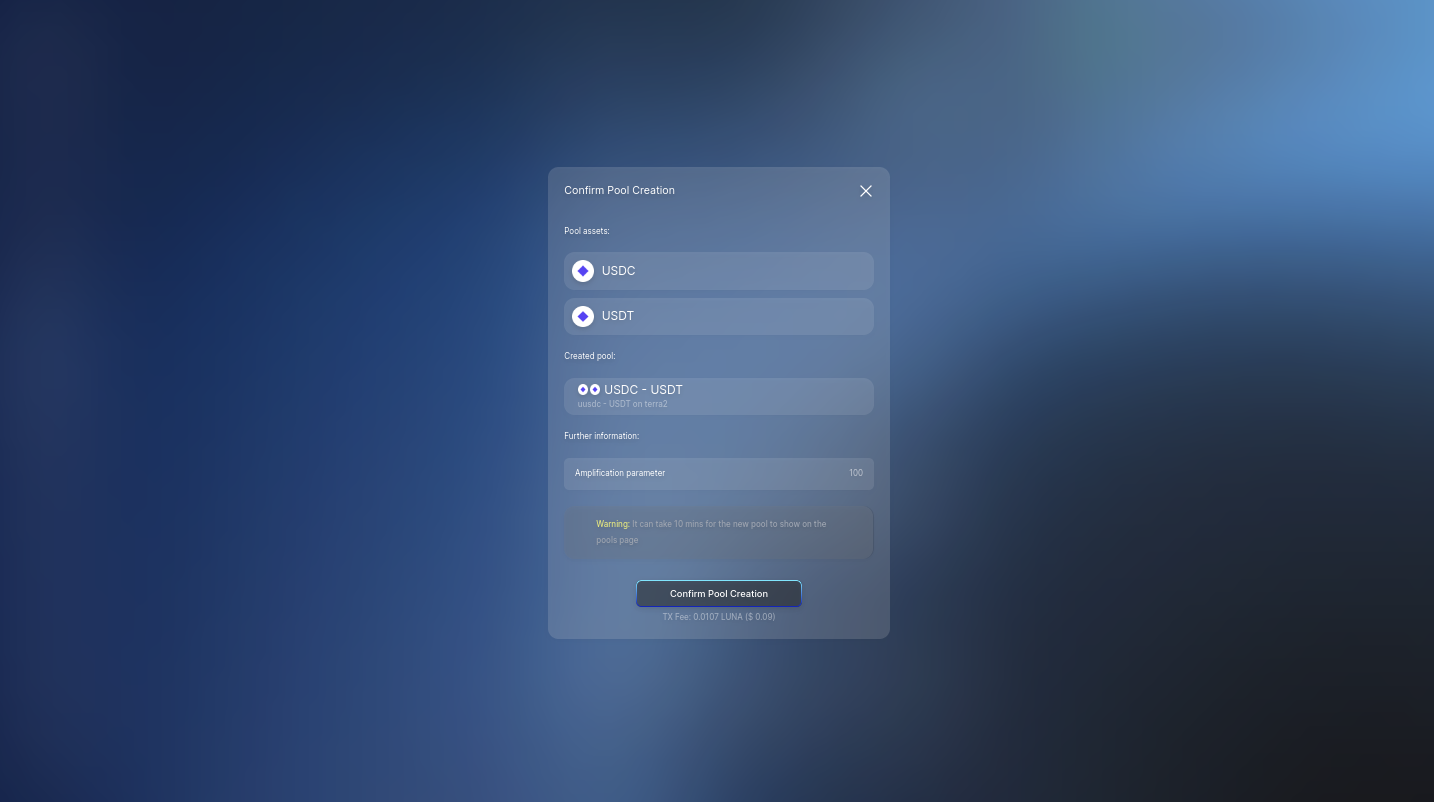 Confirm Pool Creation
Pool assets:
USDC
USDT
Created pool:
USDC - USDT
uusdc - USDT on terra2
Further information:
Amplification parameter 100
Warning: It can take 10 mins for the new pool to show on the
pools page
Confirm Pool Creation
TX Fee: 0.0107 LUNA ($ 0.09)